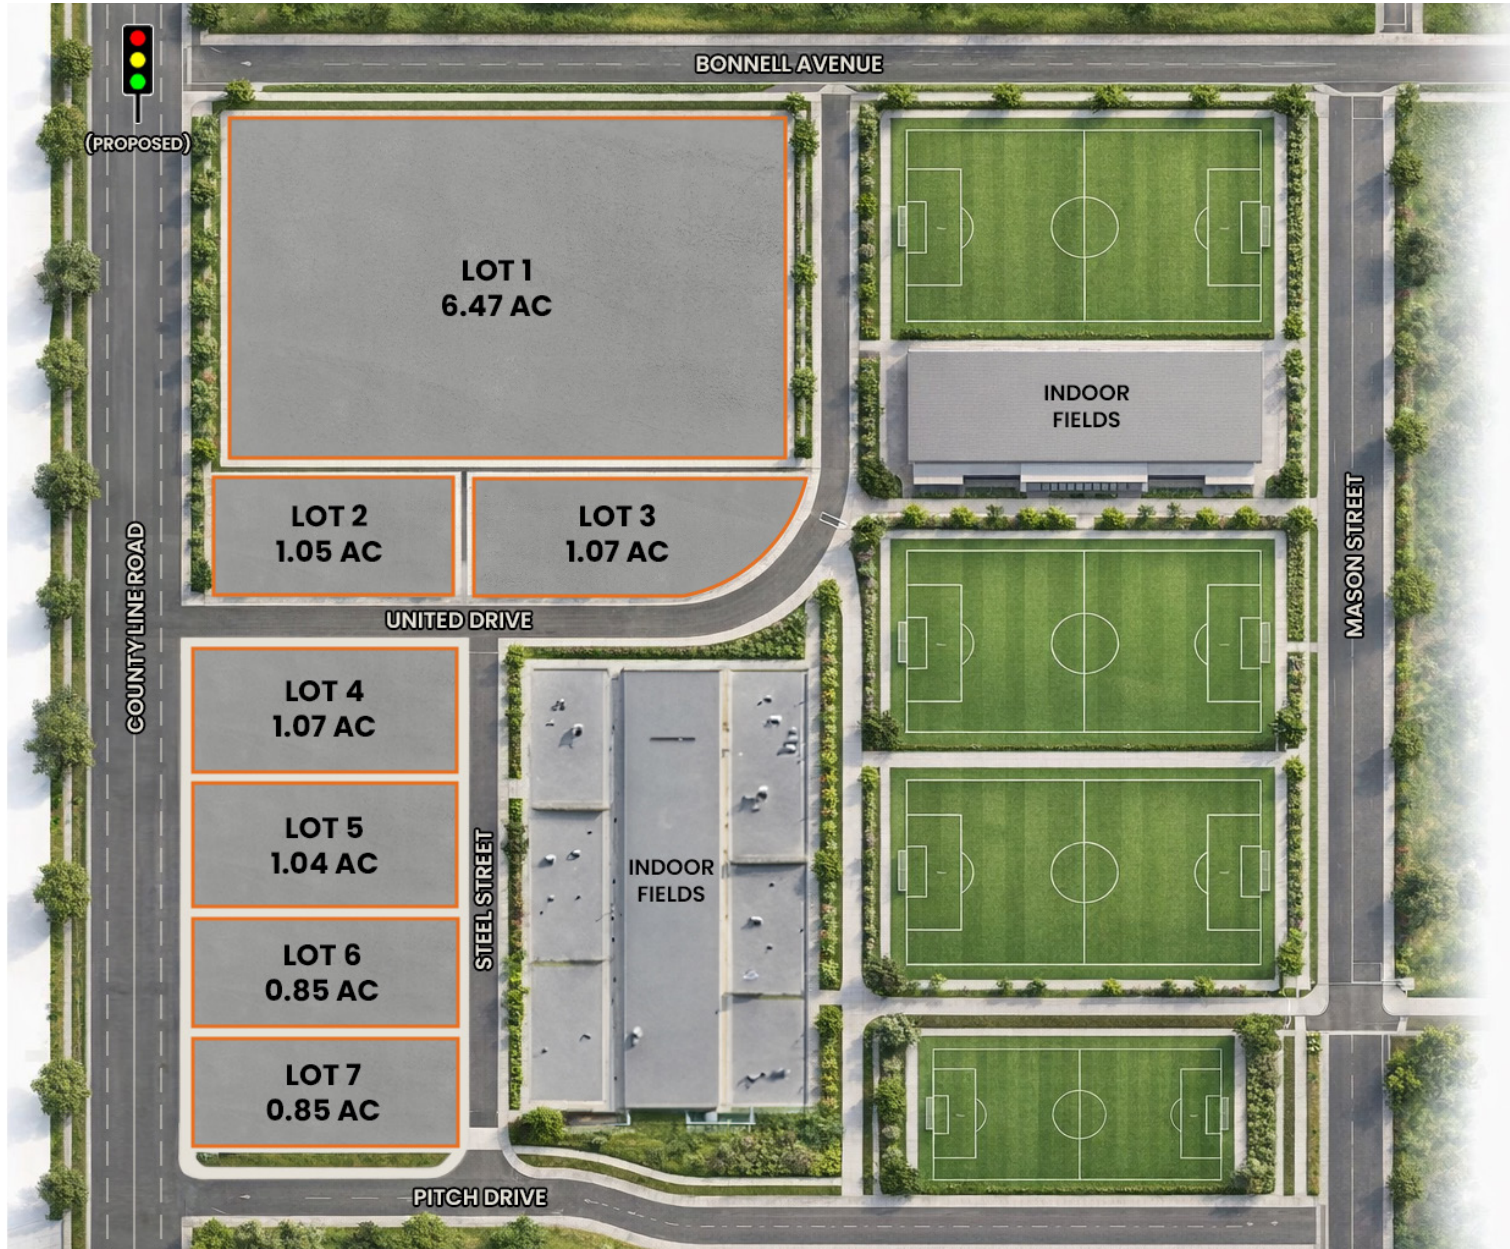 BONNELL AVENUE
(PROPOSED)
LOT 1
6.47 AC
INDOOR
FIELDS
LOT 2
1.05 AC
LOT 3
1.07 AC
UNITED DRIVE
COUNTY LINE ROAD
MASON STREET
LOT 4
1.07 AC
LOT 5
1.04 AC
STEEL STREET
INDOOR
FIELDS
LOT 6
0.85 AC
LOT 7
0.85 AC
PITCH DRIVE